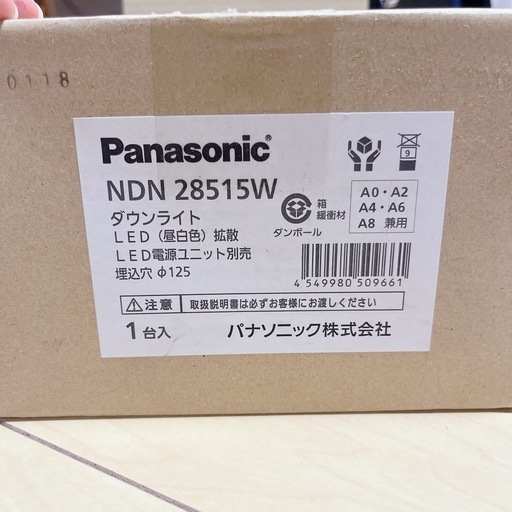 0118
Panasonic®
NDN 28515W
ダウンライト
LED（昼白色）拡散
LED電源ユニット別売
埋込穴 φ125
箱
緩衝材
ダンボール
9
A0・A2
A4・A6
A8 兼用
4 549980 509661
⚠注意 取扱説明書は必ずお客様にお渡しください
1台入 パナソニック株式会社